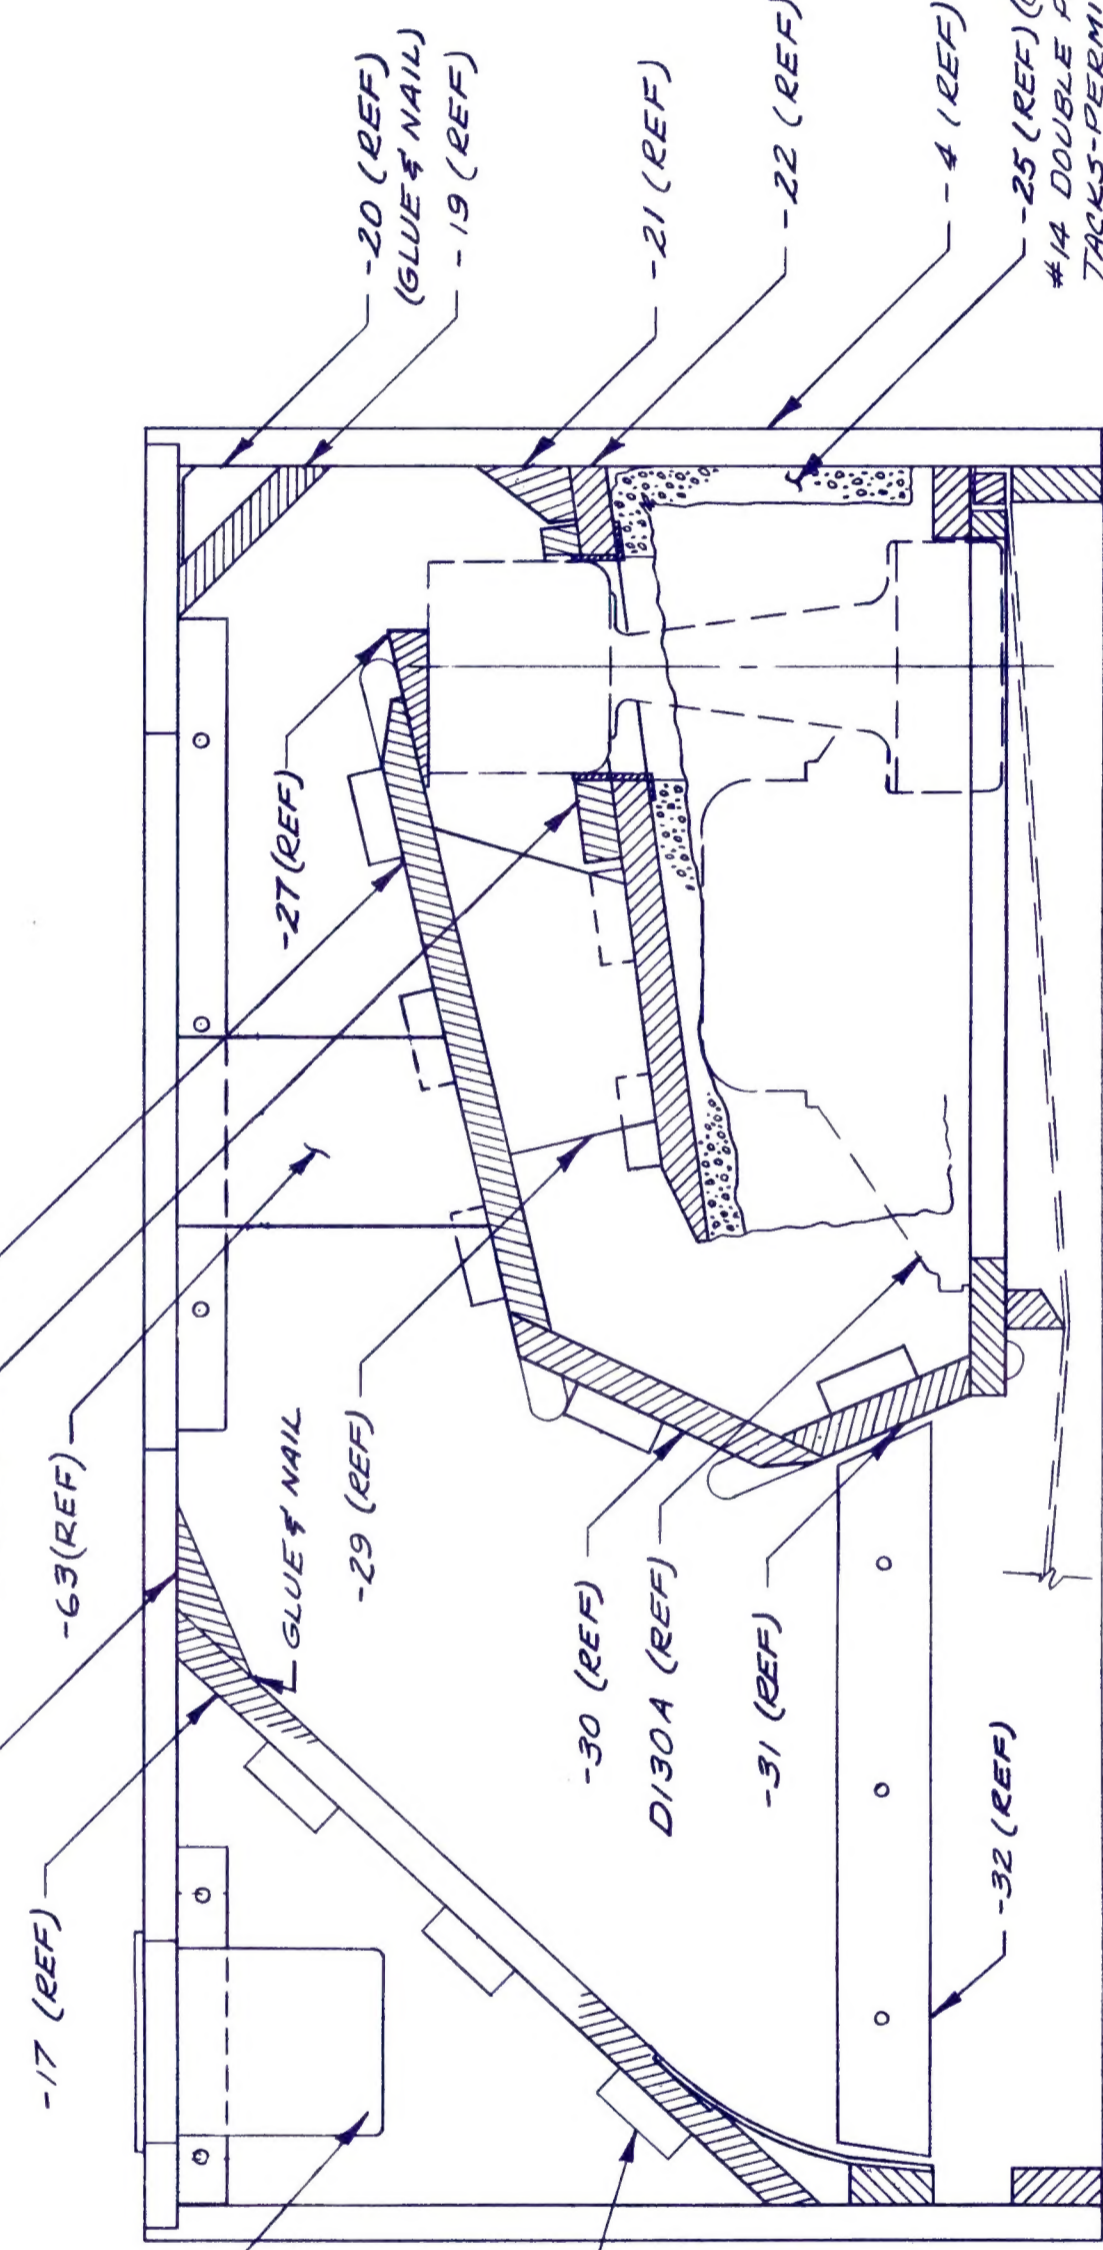 -20 (REF)
(GLUE & NAIL)
-19 (REF)
-21 (REF)
-22 (REF)
-4 (REF)
-25 (REF)
#14 DOUBLE
TACKS-PERMI
-27 (REF)
-63 (REF)
GLUE & NAIL
-29 (REF)
-17 (REF)
-30 (REF)
D130A (REF)
-31 (REF)
-32 (REF)